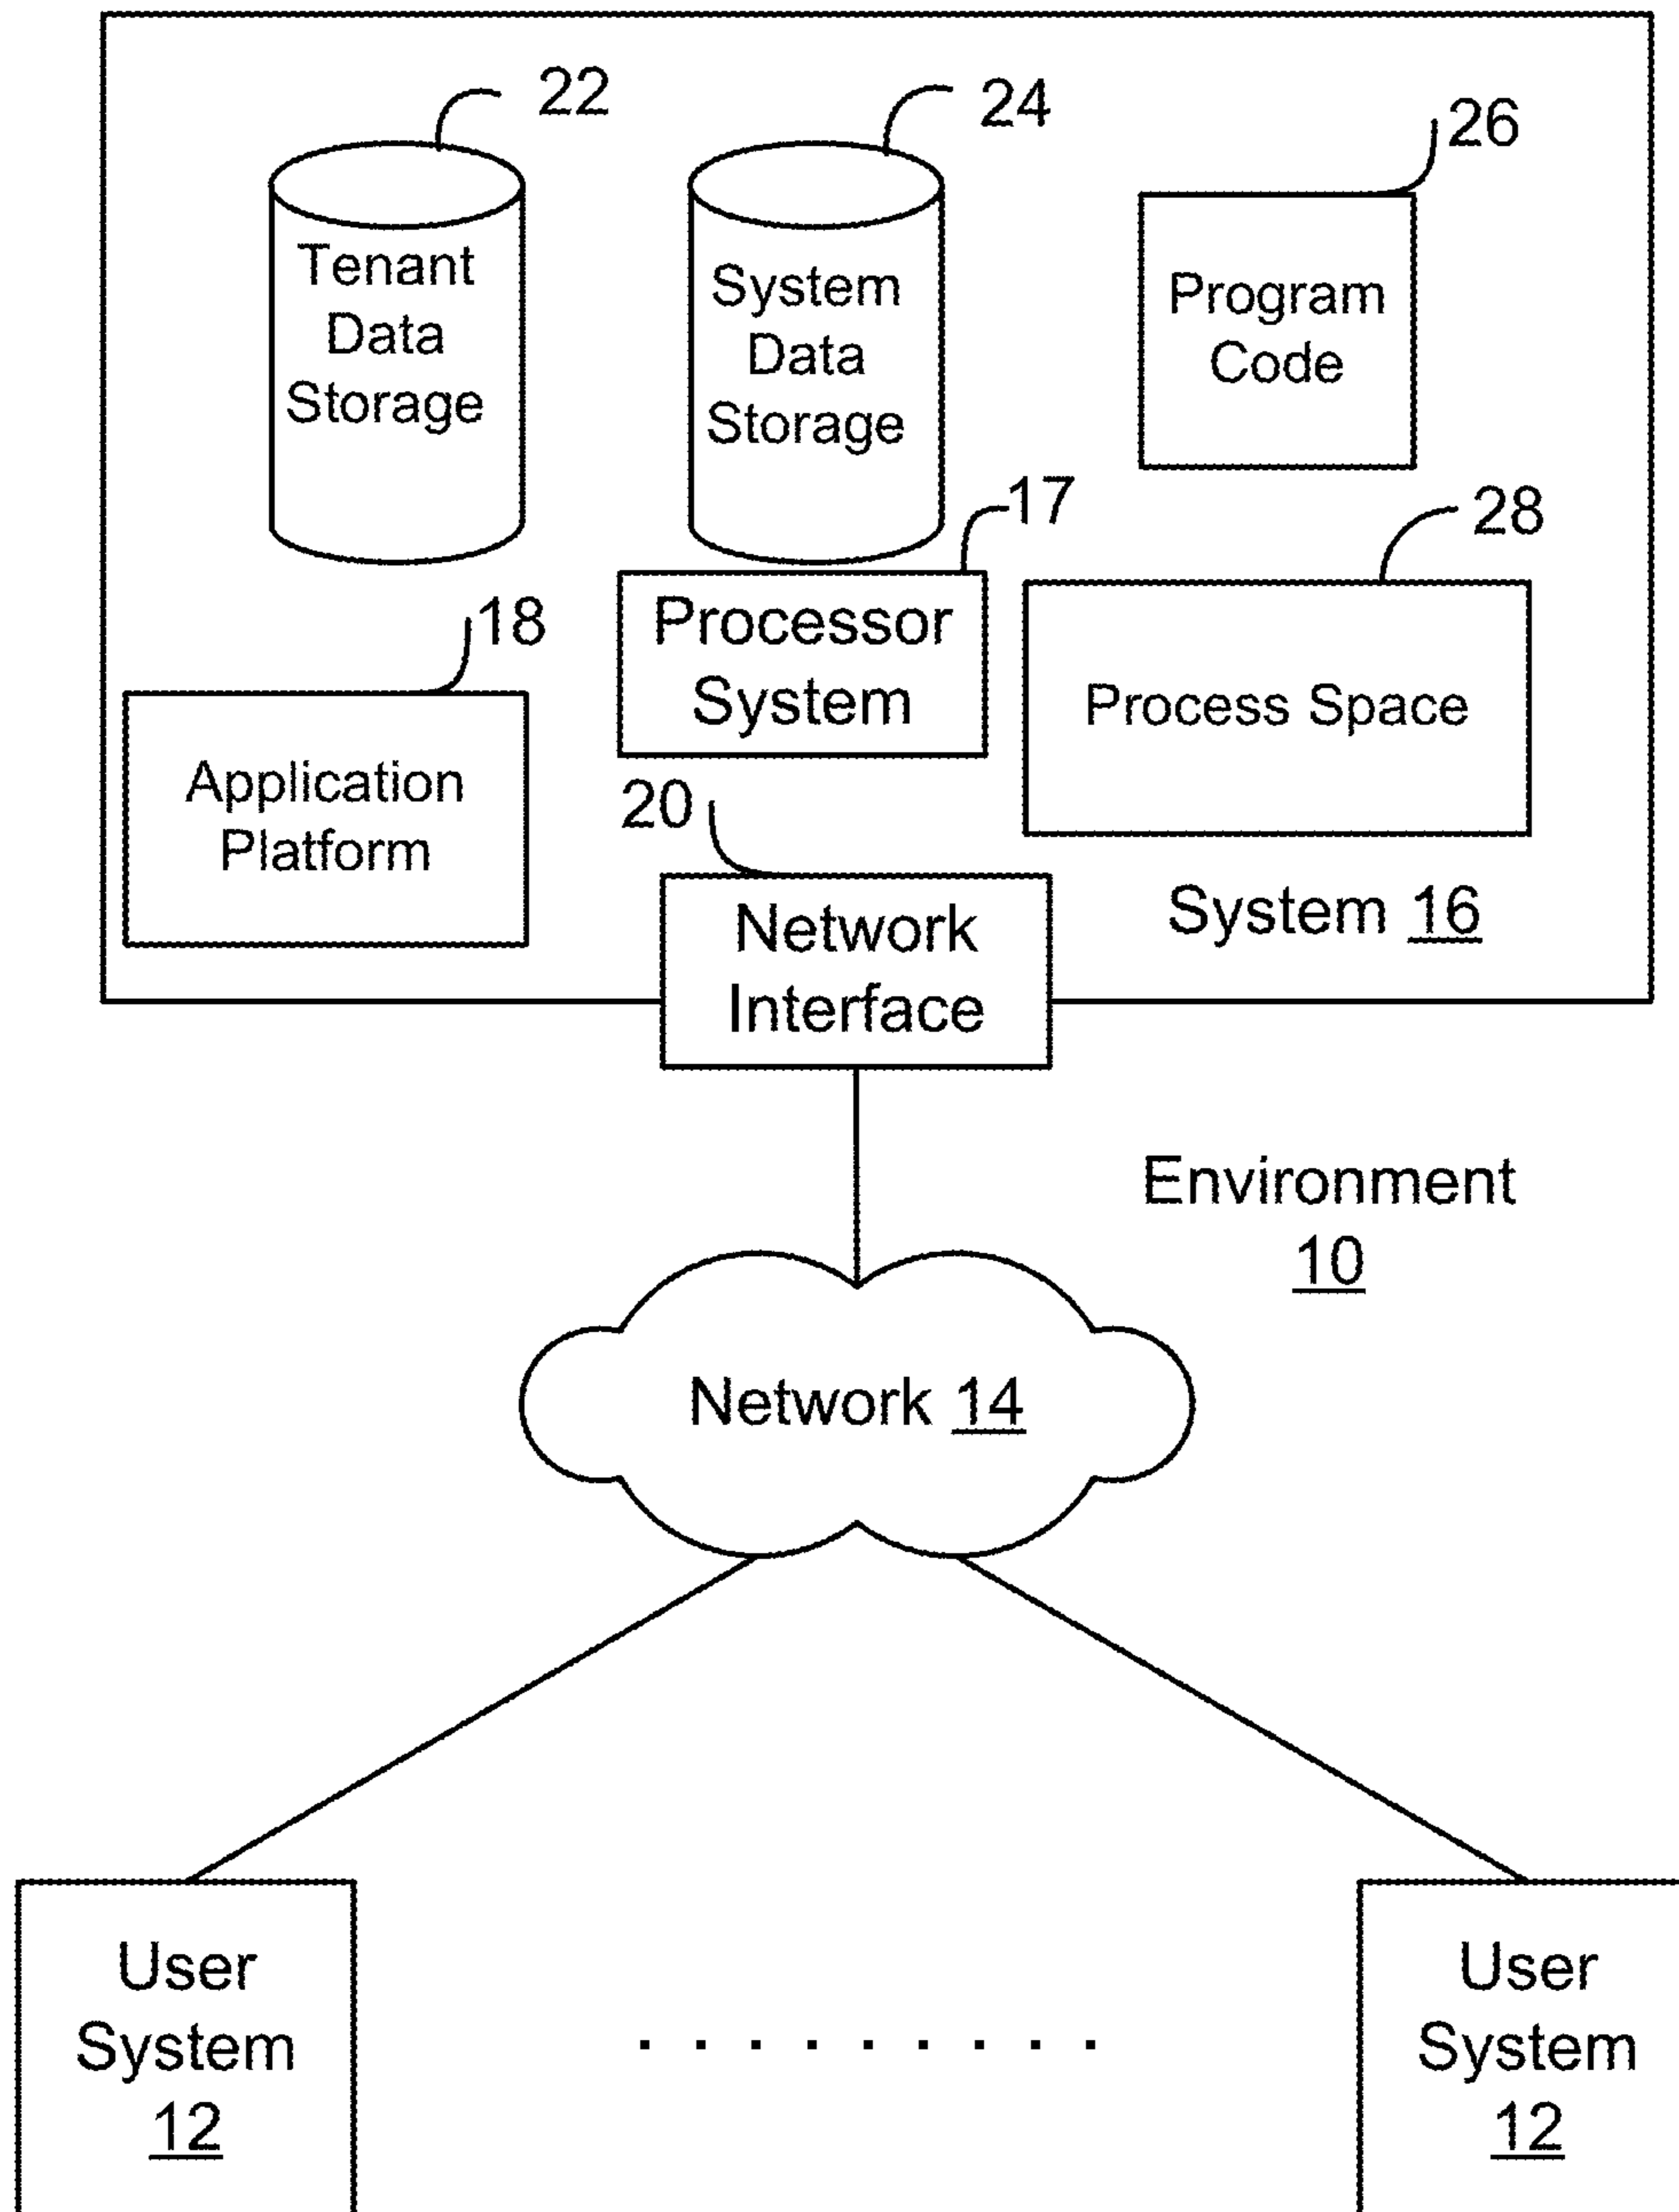 22
24
26
Tenant
Data
Storage
System
Data
Storage
Program
Code
17
28
18
Processor
System
Process Space
Application
Platform
20
Network
Interface
System 16
Environment
10
Network 14
User
System
12
. . . . . . . . .
User
System
12